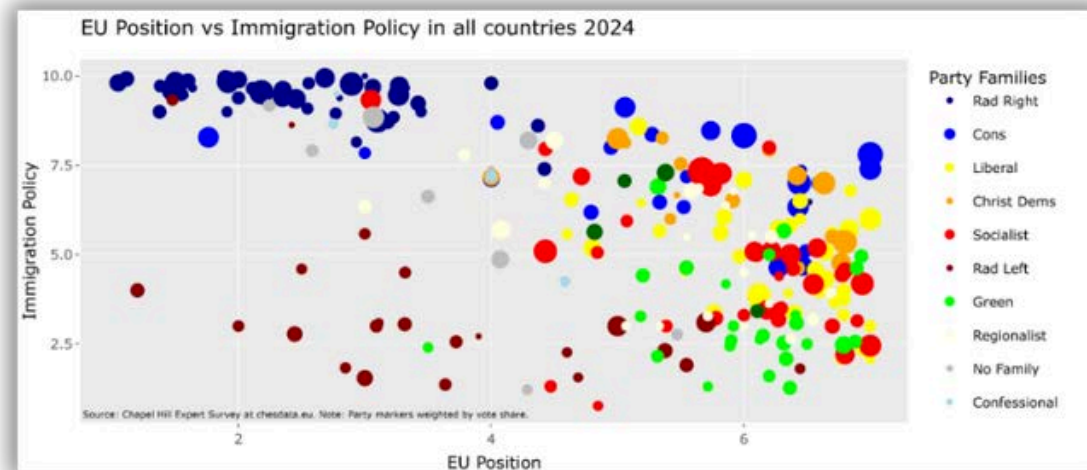 EU Position vs Immigration Policy in all countries 2024
10.0
7.5
5.0
2.5
Immigration Policy
Source: Chapel Hill Expert Survey at chesdata.eu. Note: Party markers weighted by vote share.
2
4
6
EU Position
Party Families
Rad Right
Cons
Liberal
Christ Dems
Socialist
Rad Left
Green
Regionalist
No Family
Confessional